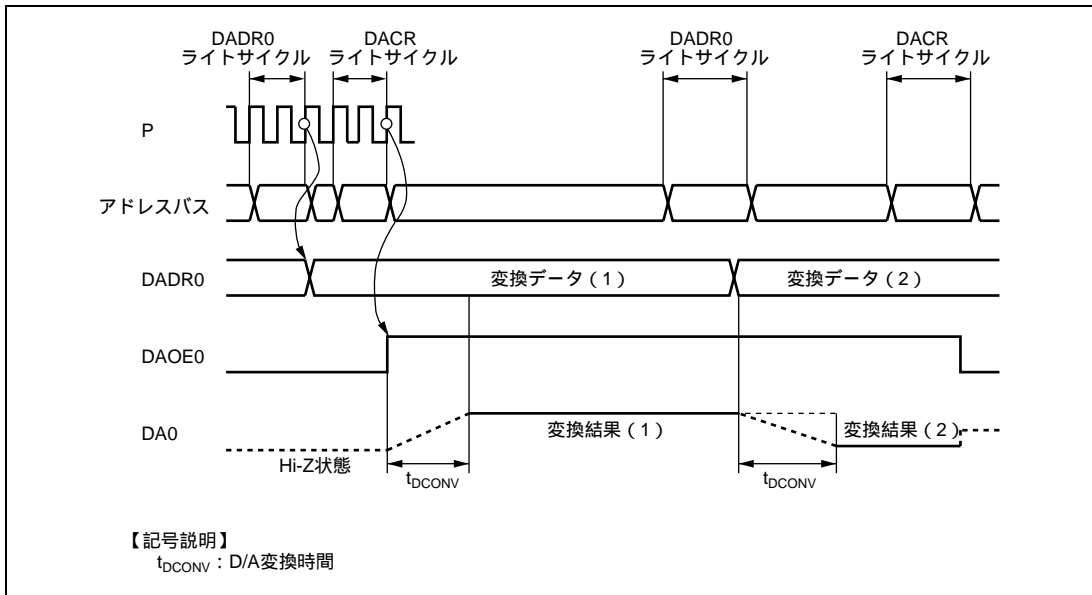 DADR0
ライトサイクル
DACR
ライトサイクル
DADR0
ライトサイクル
DACR
ライトサイクル
P
アドレスバス
DADR0
変換データ（1）
変換データ（2）
DAOE0
DA0
Hi-Z状態
変換結果（1）
変換結果（2）
tDCONV
tDCONV
【記号説明】
tDCONV：D/A変換時間